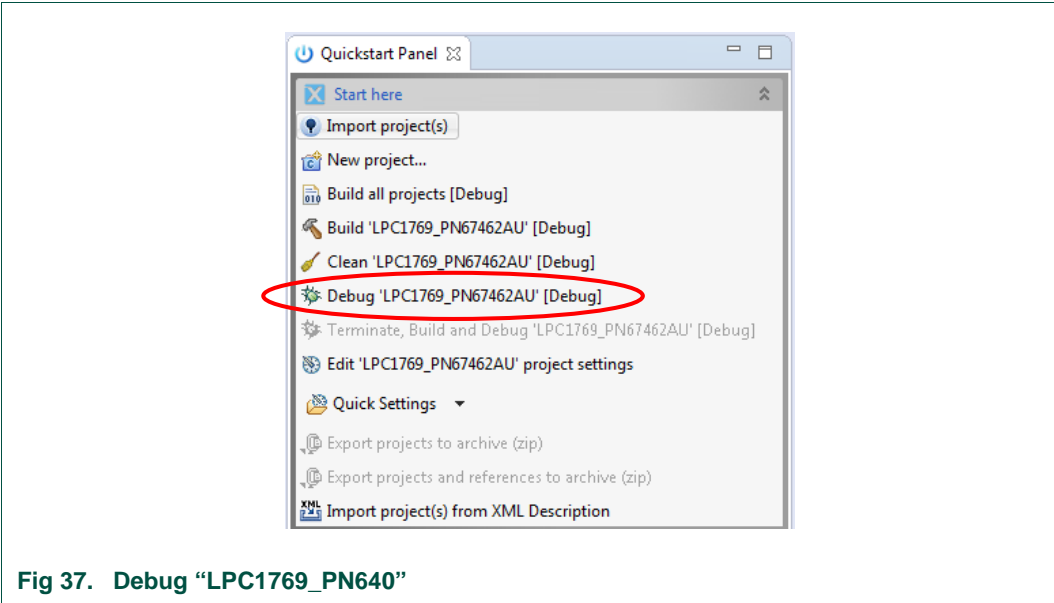 Quickstart Panel
Start here
Import project(s)
New project...
Build all projects [Debug]
Build 'LPC1769_PN67462AU' [Debug]
Clean 'LPC1769_PN67462AU' [Debug]
Debug 'LPC1769_PN67462AU' [Debug]
Terminate, Build and Debug 'LPC1769_PN67462AU' [Debug]
Edit 'LPC1769_PN67462AU' project settings
Quick Settings
Export projects to archive (zip)
Export projects and references to archive (zip)
Import project(s) from XML Description
Fig 37. Debug “LPC1769_PN640”